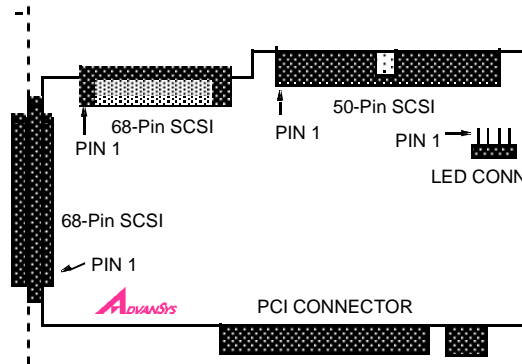 50-Pin SCSI
68-Pin SCSI
PIN 1
PIN 1
PIN 1
LED CONN
68-Pin SCSI
PIN 1
ADVANSYS
PCI CONNECTOR